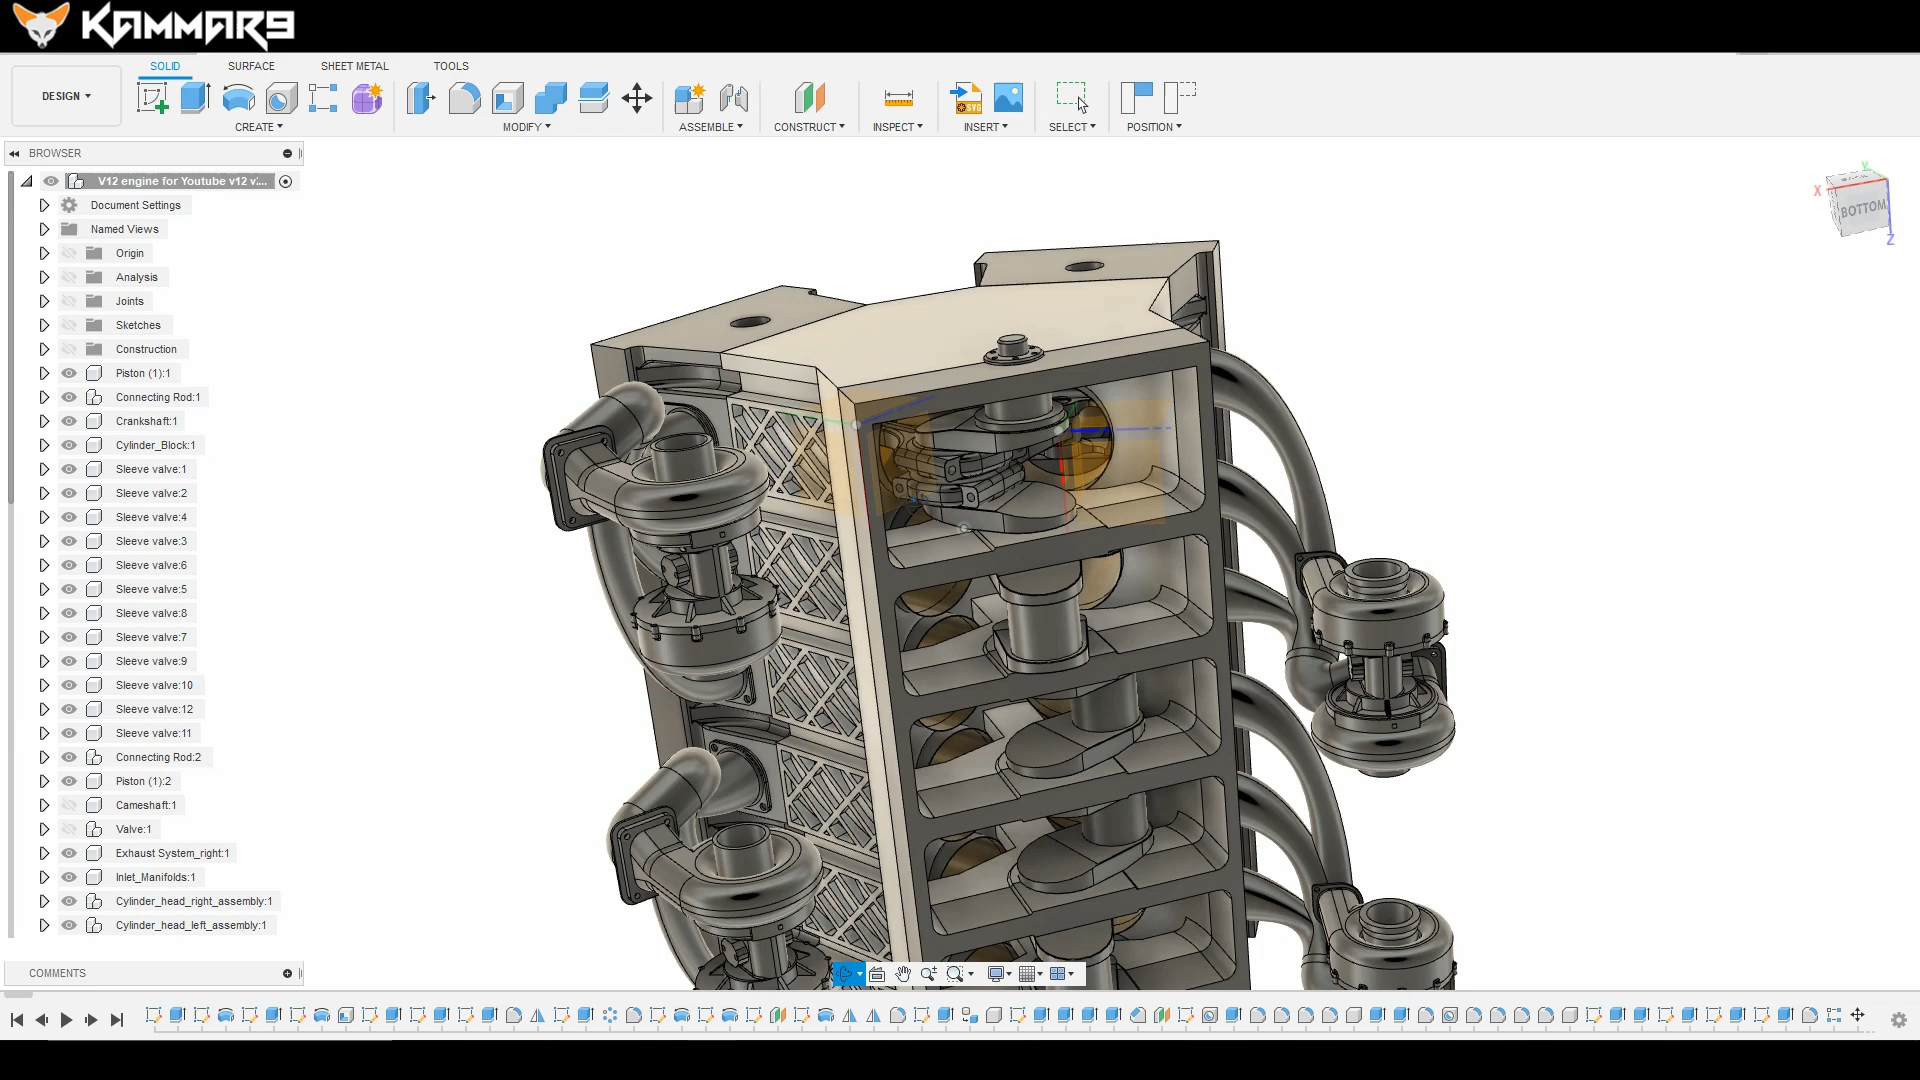 KAMMAR9
SOLID SURFACE SHEET METAL TOOLS
DESIGN
CREATE MODIFY ASSEMBLE CONSTRUCT INSPECT INSERT SELECT POSITION
SVG
BROWSER
V12 engine for Youtube v12 v:...
Document Settings
Named Views
Origin
Analysis
Joints
Sketches
Construction
Piston (1):1
Connecting Rod:1
Crankshaft:1
Cylinder_Block:1
Sleeve valve:1
Sleeve valve:2
Sleeve valve:4
Sleeve valve:3
Sleeve valve:6
Sleeve valve:5
Sleeve valve:8
Sleeve valve:7
Sleeve valve:9
Sleeve valve:10
Sleeve valve:12
Sleeve valve:11
Connecting Rod:2
Piston (1):2
Cameshaft:1
Valve:1
Exhaust System_right:1
Inlet_Manifolds:1
Cylinder_head_right_assembly:1
Cylinder_head_left_assembly:1
COMMENTS
Y
X
BOTTOM
Z